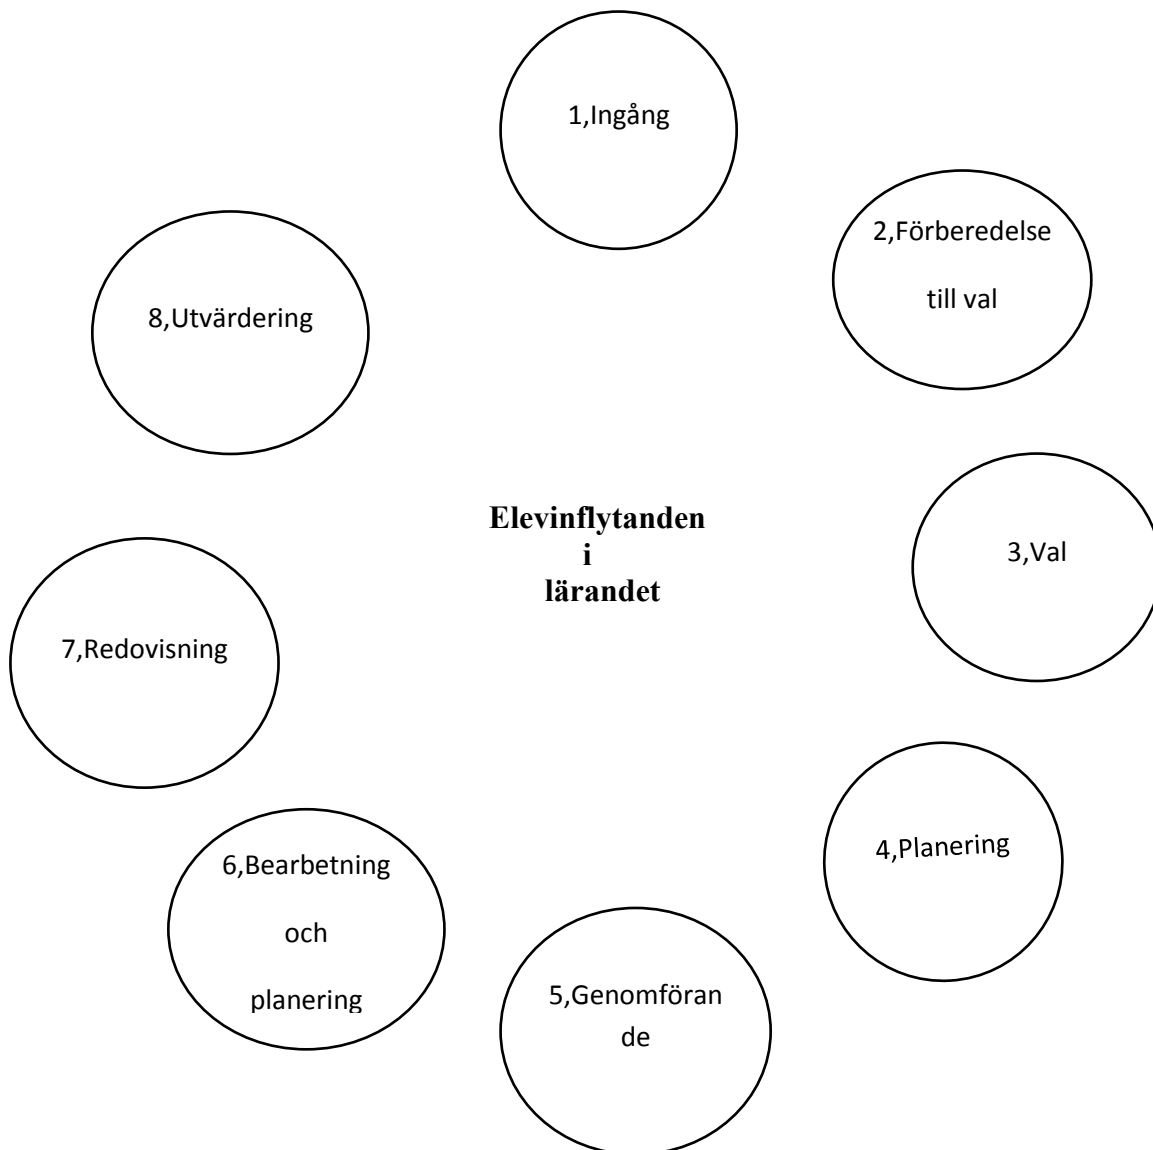 1,Ingång
2,Förberedelse
till val
3,Val
4,Planering
5,Genomföran
de
6,Bearbetning
och
planering
7,Redovisning
8,Utvärdering
Elevinflytanden
i
lärandet